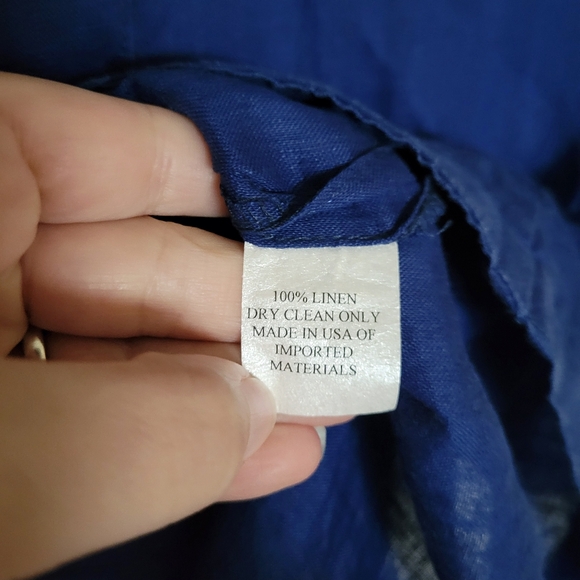 100% LINEN
DRY CLEAN ONLY
MADE IN USA OF
IMPORTED
MATERIALS